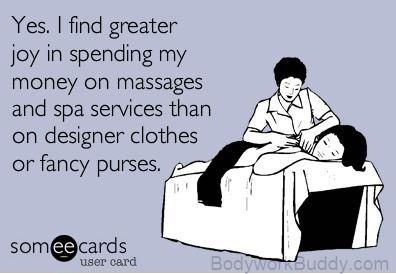 Yes. I find greater
joy in spending my
money on massages
and spa services than
on designer clothes
or fancy purses.
someecards
user card
BodyworkBuddy.com